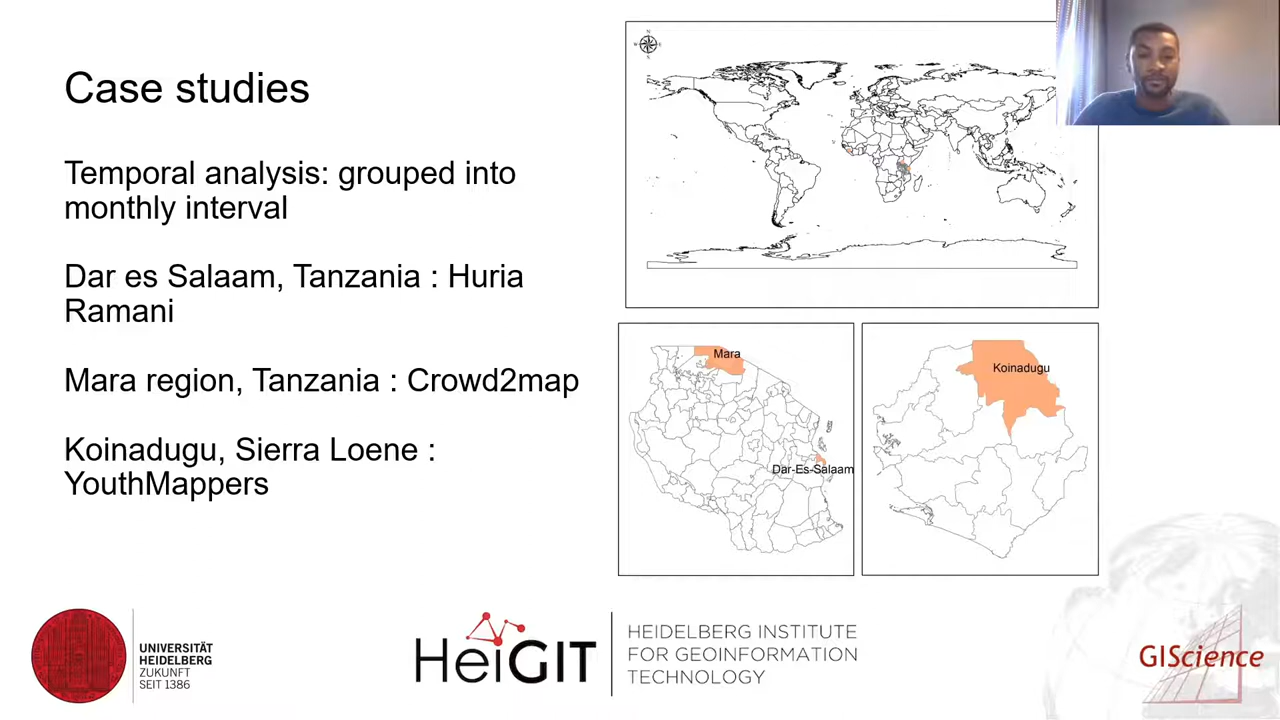 Case studies
Temporal analysis: grouped into
monthly interval
Dar es Salaam, Tanzania : Huria
Ramani
Mara region, Tanzania : Crowd2map
Koinadugu, Sierra Loene :
YouthMappers
N
W
E
S
Mara
Dar-Es-Salaam
Koinadugu
UNIVERSITÄT
HEIDELBERG
ZUKUNFT
SEIT 1386
HeiGIT
HEIDELBERG INSTITUTE
FOR GEOINFORMATION
TECHNOLOGY
GIScience